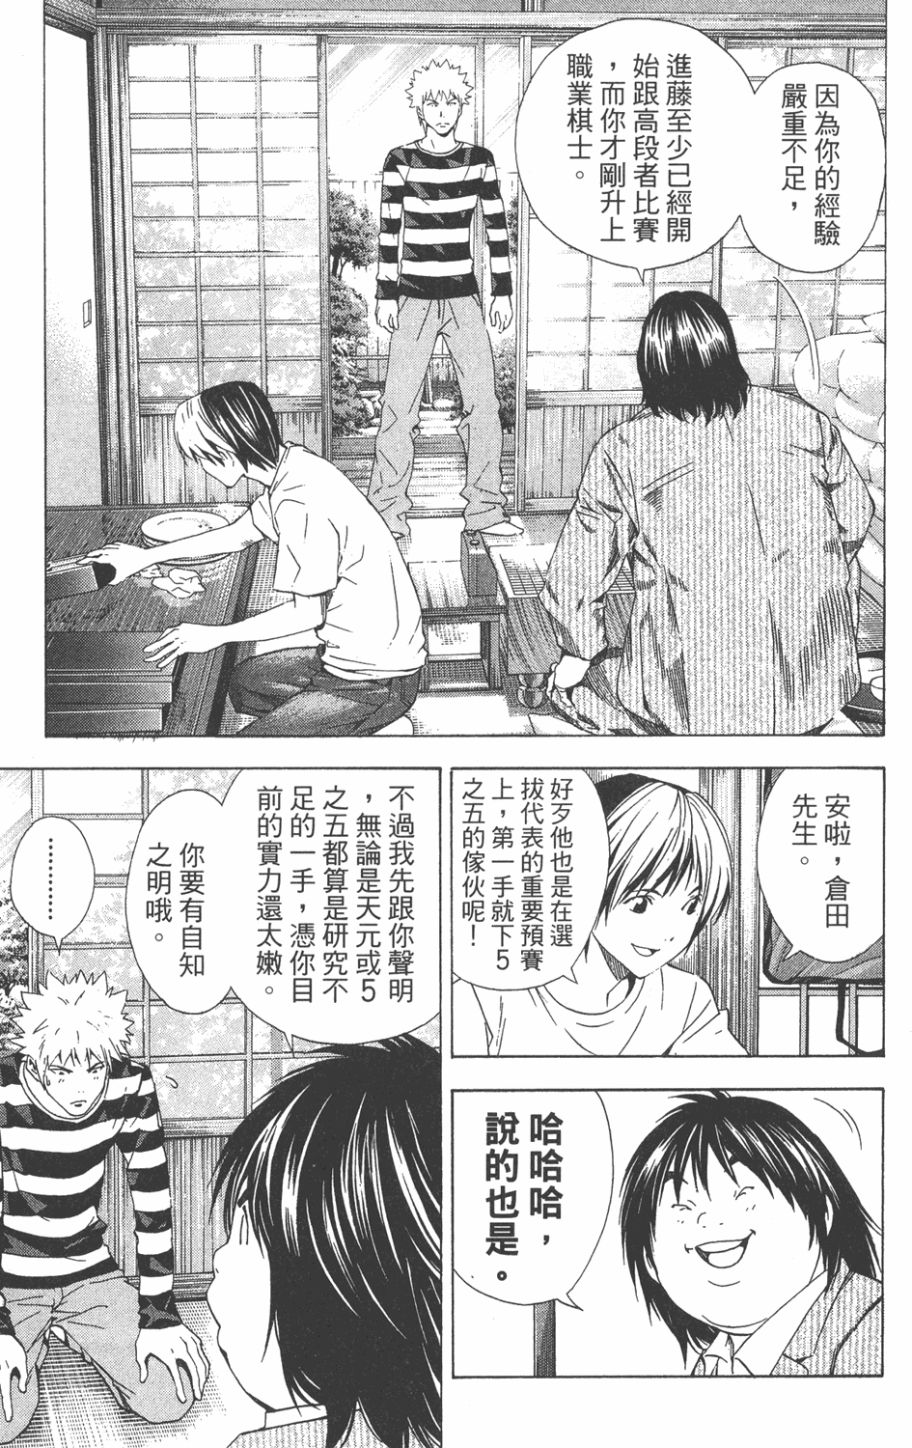 因為你的經驗
嚴重不足，
進藤至少已經開
始跟高段者比賽
，而你才剛升上
職業棋士。
安啦，倉田
先生。
好歹他也是在選
拔代表的重要預賽
上，第一手就下5
之五的傢伙呢！
哈哈哈，
說的也是。
不過我先跟你聲明
，無論是天元或5
之五都算是研究不
足的一手，憑你目
前的實力還太嫩。
你要有自知
之明哦。
………